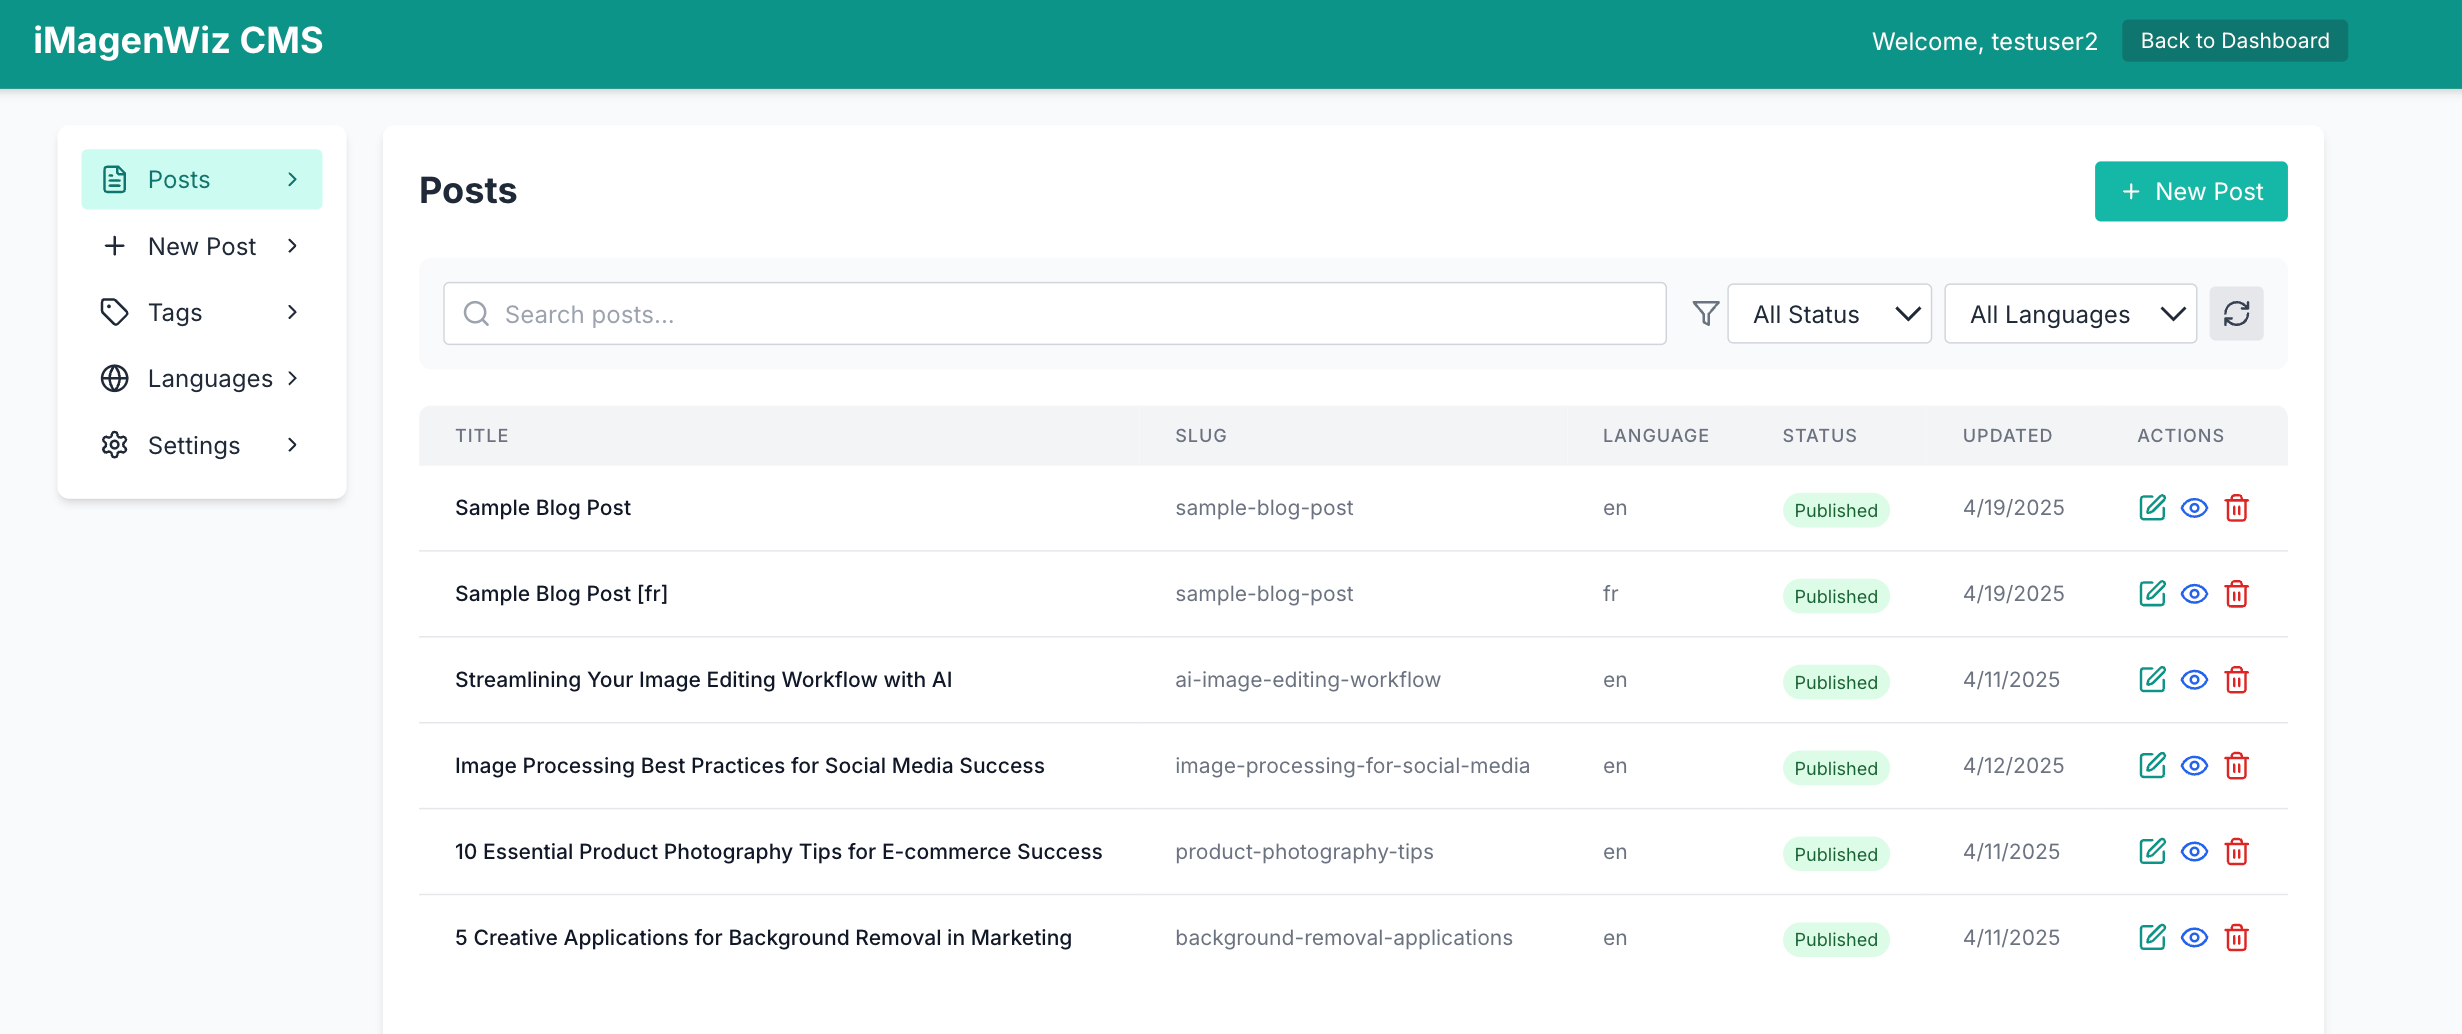 iMagenWiz CMS
Welcome, testuser2
Back to Dashboard
Posts
New Post
Tags
Languages
Settings
Posts
New Post
Search posts...
All Status
All Languages
TITLE SLUG LANGUAGE STATUS UPDATED ACTIONS
Sample Blog Post sample-blog-post en Published 4/19/2025
Sample Blog Post [fr] sample-blog-post fr Published 4/19/2025
Streamlining Your Image Editing Workflow with AI ai-image-editing-workflow en Published 4/11/2025
Image Processing Best Practices for Social Media Success image-processing-for-social-media en Published 4/12/2025
10 Essential Product Photography Tips for E-commerce Success product-photography-tips en Published 4/11/2025
5 Creative Applications for Background Removal in Marketing background-removal-applications en Published 4/11/2025